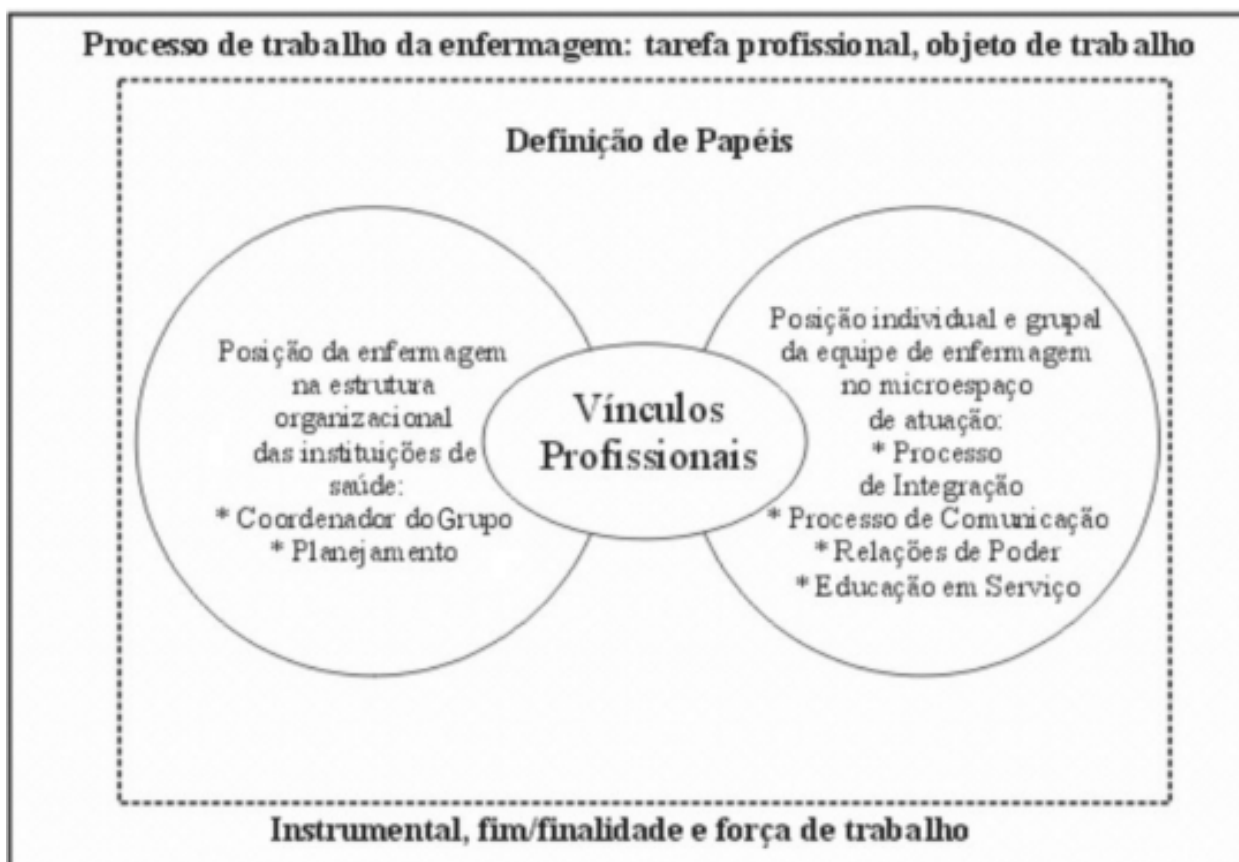 Processo de trabalho da enfermagem: tarefa profissional, objeto de trabalho
Definição de Papéis
Posição da enfermagem
na estrutura
organizacional
das instituições de
saúde:
* Coordenador do Grupo
* Planejamento
Vínculos
Profissionais
Posição individual e grupal
da equipe de enfermagem
no microespaço
de atuação:
* Processo
de Integração
* Processo de Comunicação
* Relações de Poder
* Educação em Serviço
Instrumental, fim/finalidade e força de trabalho